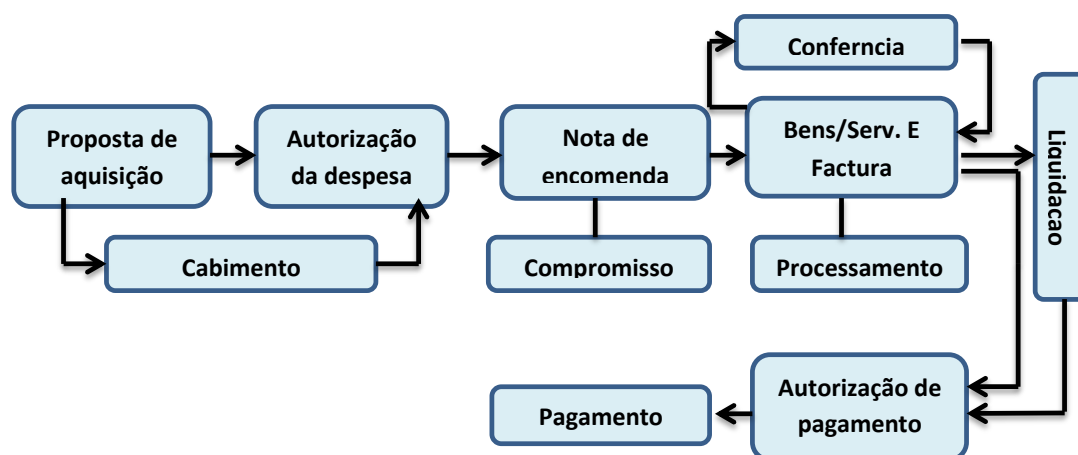 Conferncia
Proposta de
aquisição
Autorização
da despesa
Nota de
encomenda
Bens/Serv. E
Factura
Liquidacao
Cabimento
Compromisso
Processamento
Autorização de
pagamento
Pagamento